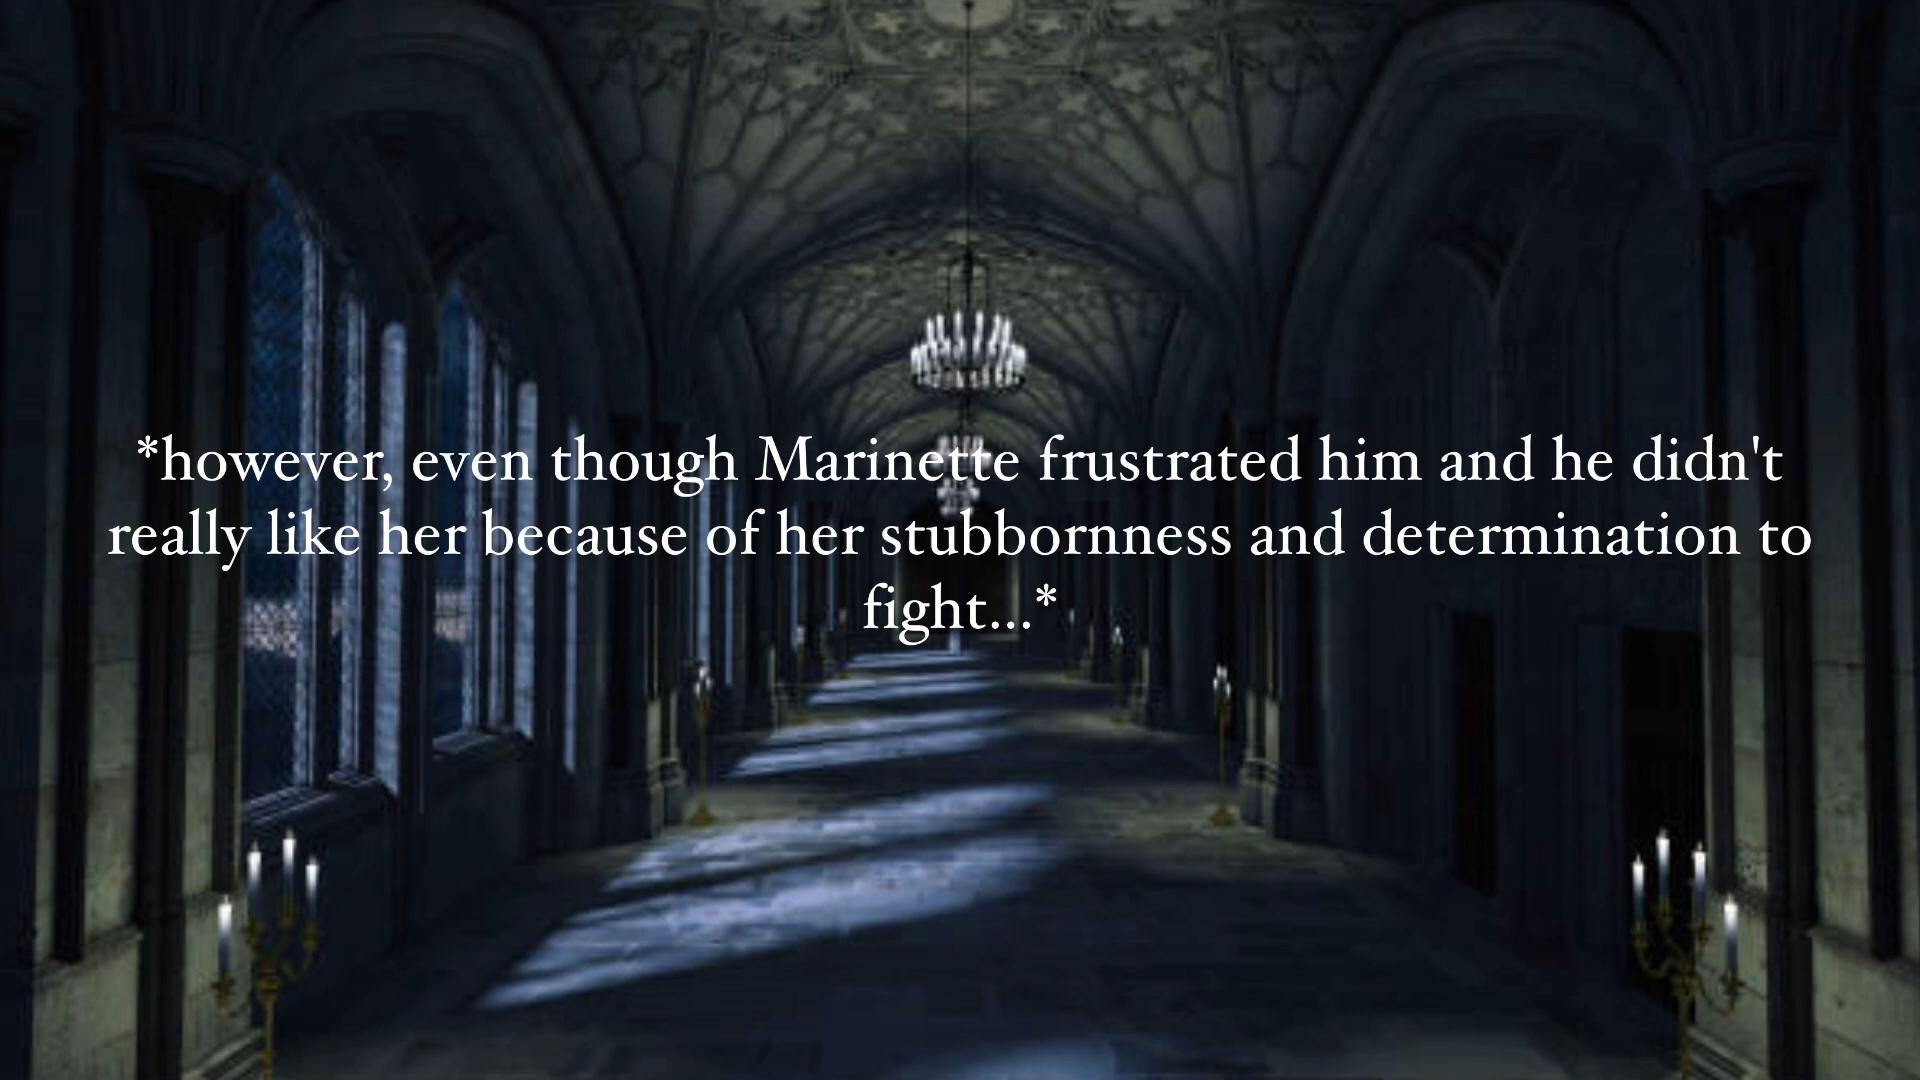 *however, even though Marinette frustrated him and he didn't
really like her because of her stubbornness and determination to
fight...*